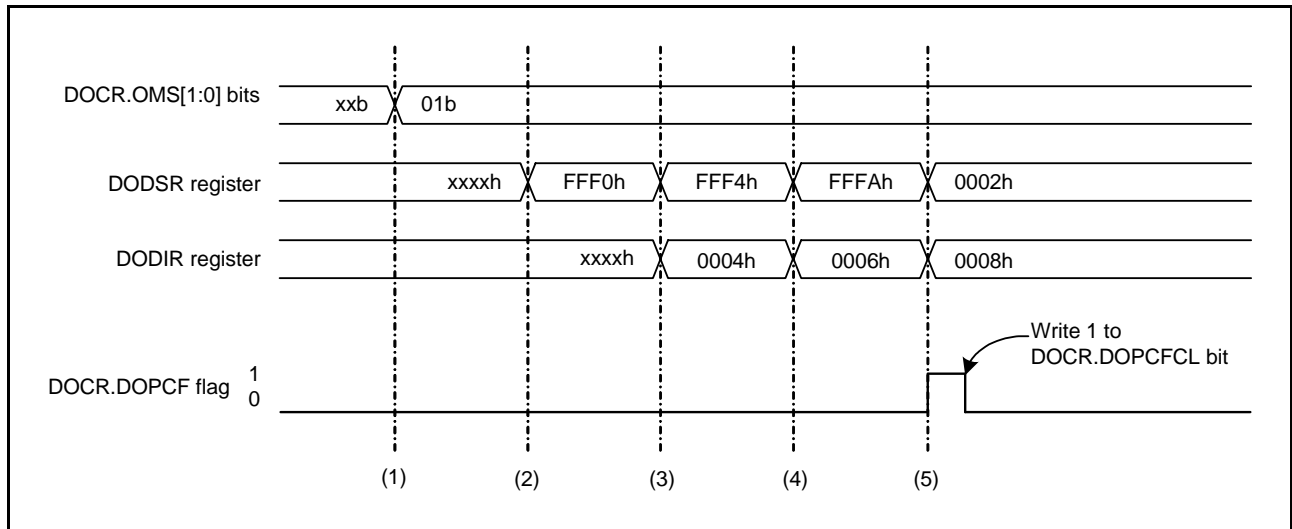 DOCR.OMS[1:0] bits xxb 01b
DODSR register xxxxh FFF0h FFF4h FFFAh 0002h
DODIR register xxxxh 0004h 0006h 0008h
Write 1 to
DOCR.DOPCFCL bit
DOCR.DOPCF flag 1
0
(1) (2) (3) (4) (5)